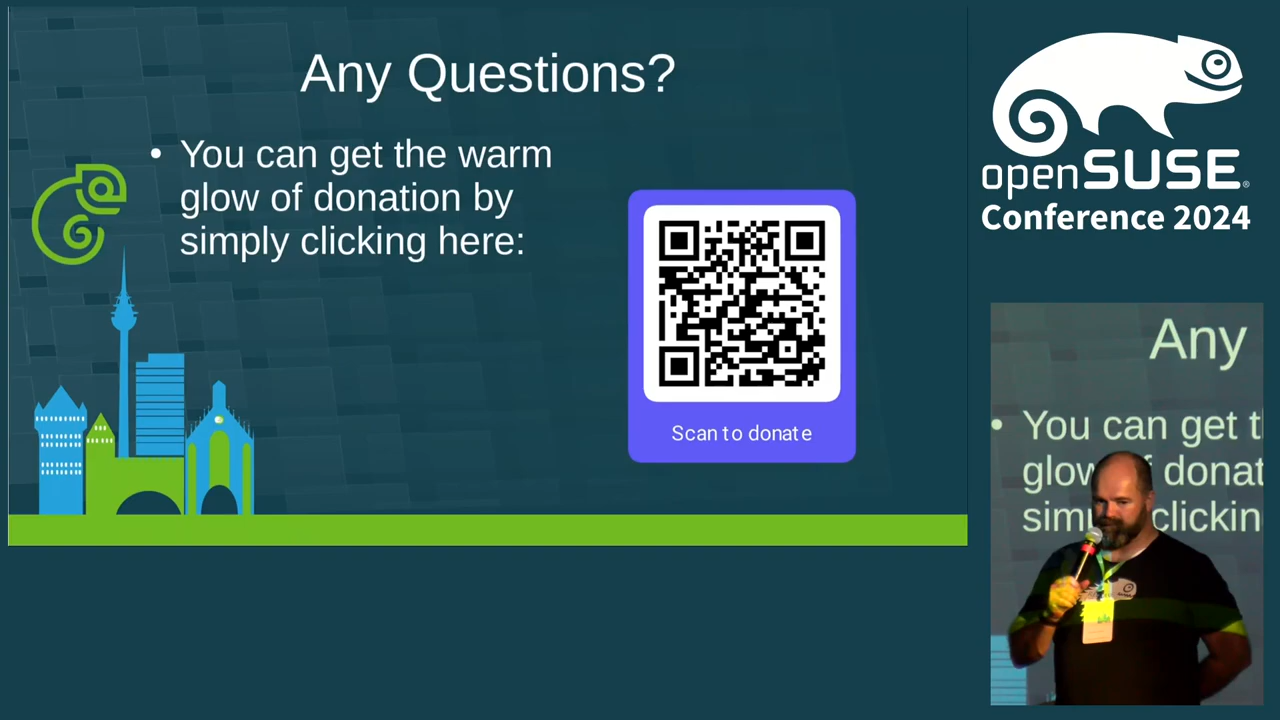 Any Questions?
• You can get the warm
glow of donation by
simply clicking here:
Scan to donate
openSUSE®
Conference 2024
Any
• You can get t
glow f donat
sim clickin